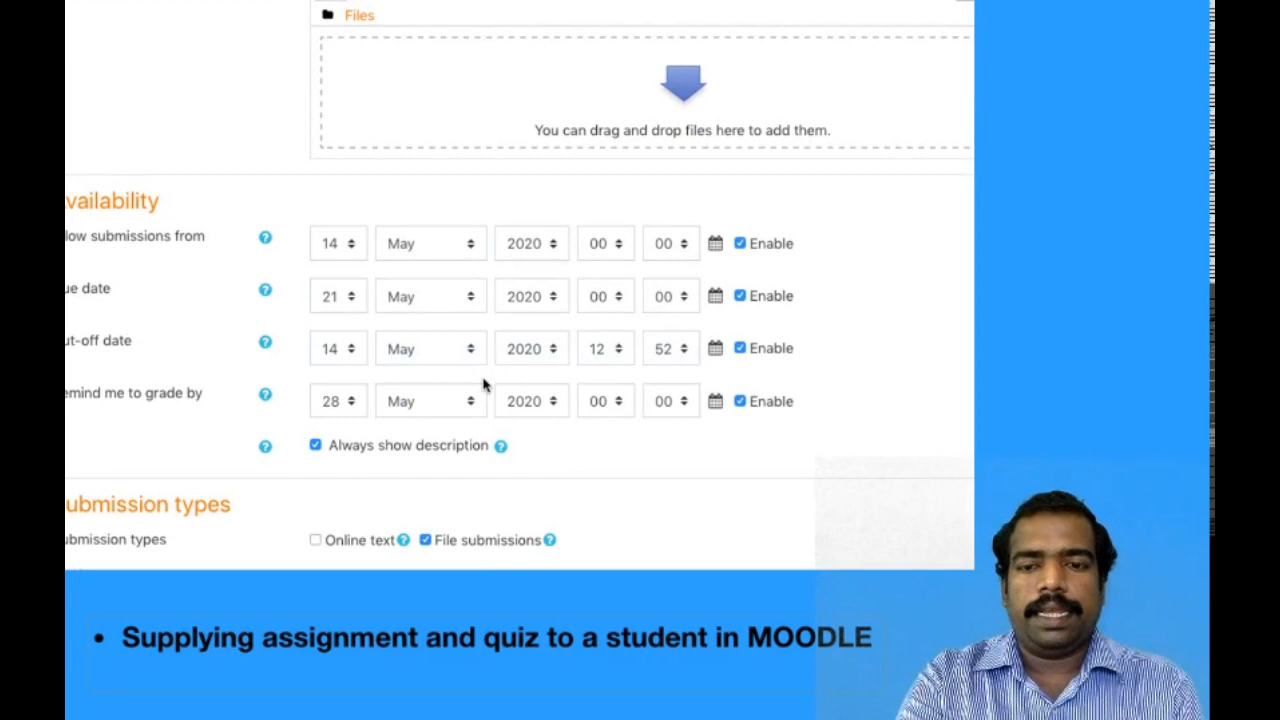 Files
You can drag and drop files here to add them.
vailability
low submissions from 14 May 2020 00 00 Enable
ue date 21 May 2020 00 00 Enable
ut-off date 14 May 2020 12 52 Enable
emind me to grade by 28 May 2020 00 00 Enable
Always show description
ubmission types
ubmission types Online text File submissions
• Supplying assignment and quiz to a student in MOODLE